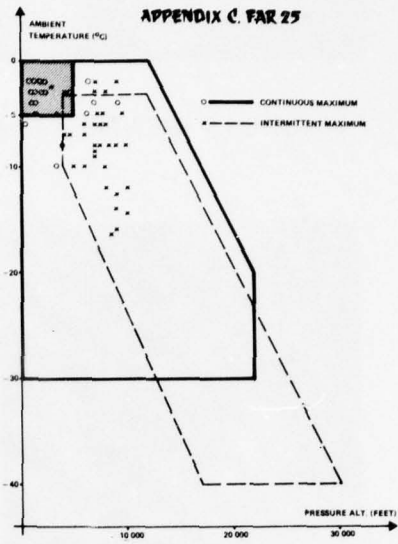 APPENDIX C. FAR 25
AMBIENT
TEMPERATURE (°C)
0
CONTINUOUS MAXIMUM
-5
INTERMITTENT MAXIMUM
-10
-20
-30
-40
PRESSURE ALT. (FEET)
10 000
20 000
30 000